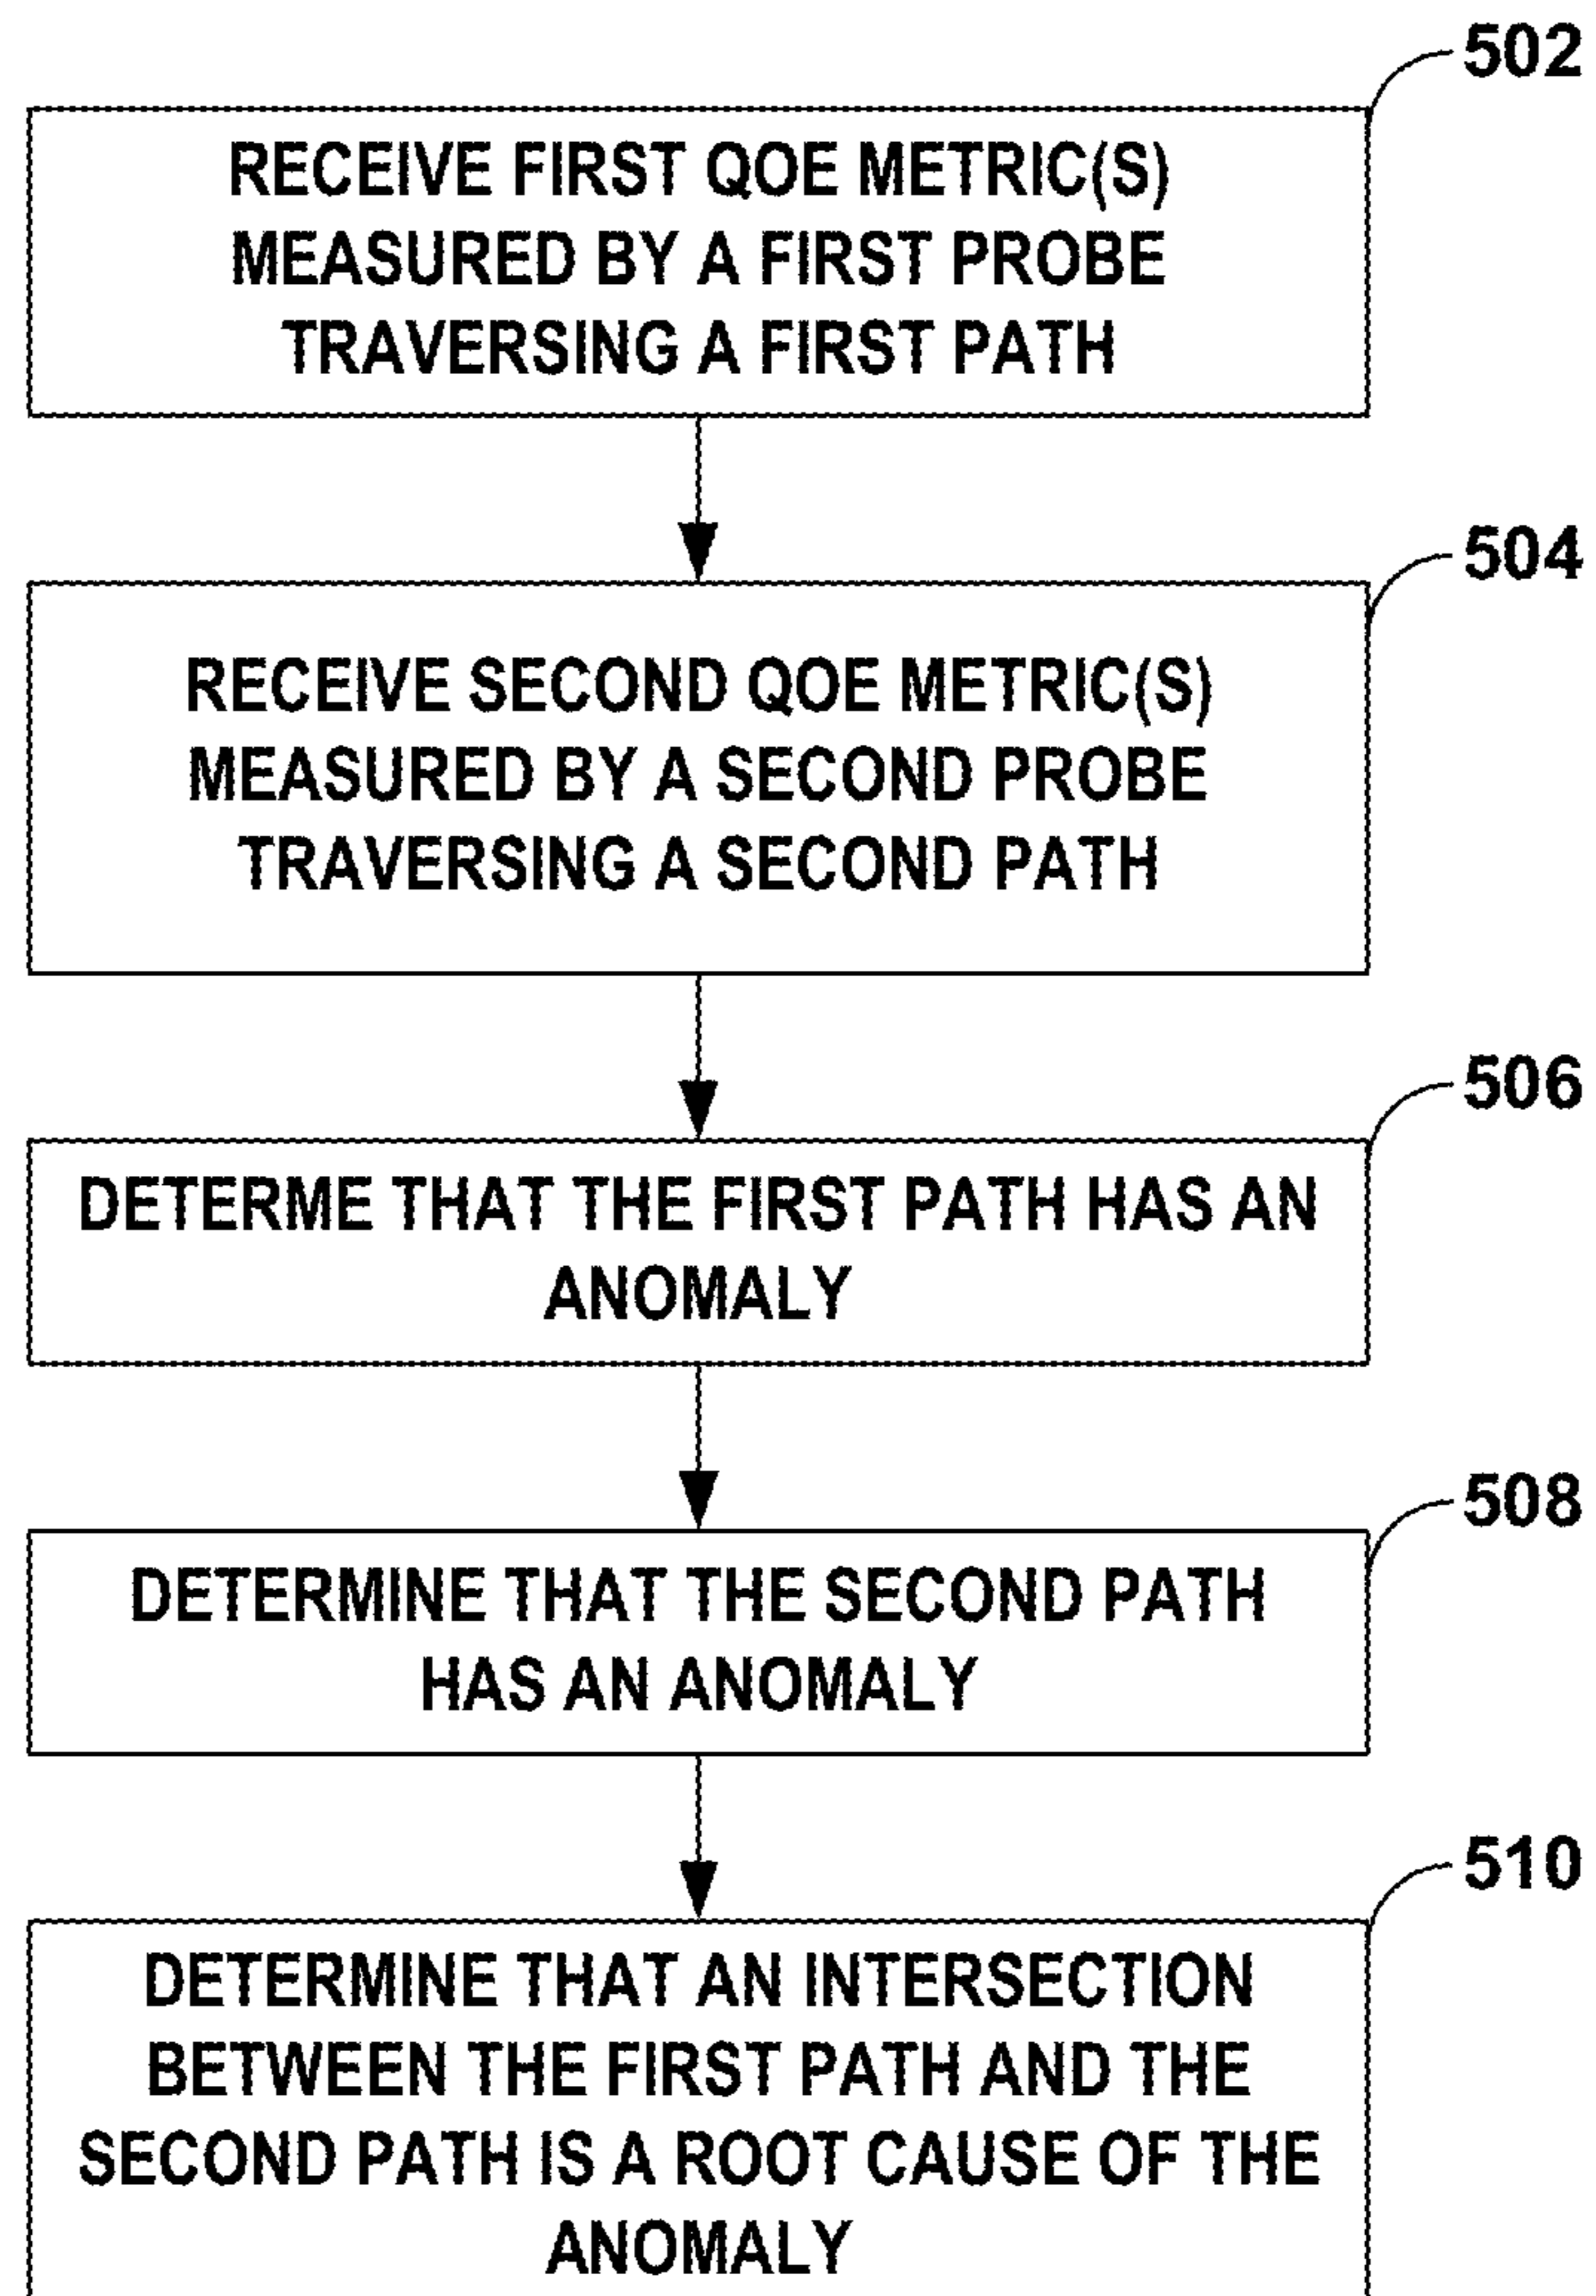 502
RECEIVE FIRST QOE METRIC(S)
MEASURED BY A FIRST PROBE
TRAVERSING A FIRST PATH
504
RECEIVE SECOND QOE METRIC(S)
MEASURED BY A SECOND PROBE
TRAVERSING A SECOND PATH
506
DETERME THAT THE FIRST PATH HAS AN
ANOMALY
508
DETERMINE THAT THE SECOND PATH
HAS AN ANOMALY
510
DETERMINE THAT AN INTERSECTION
BETWEEN THE FIRST PATH AND THE
SECOND PATH IS A ROOT CAUSE OF THE
ANOMALY